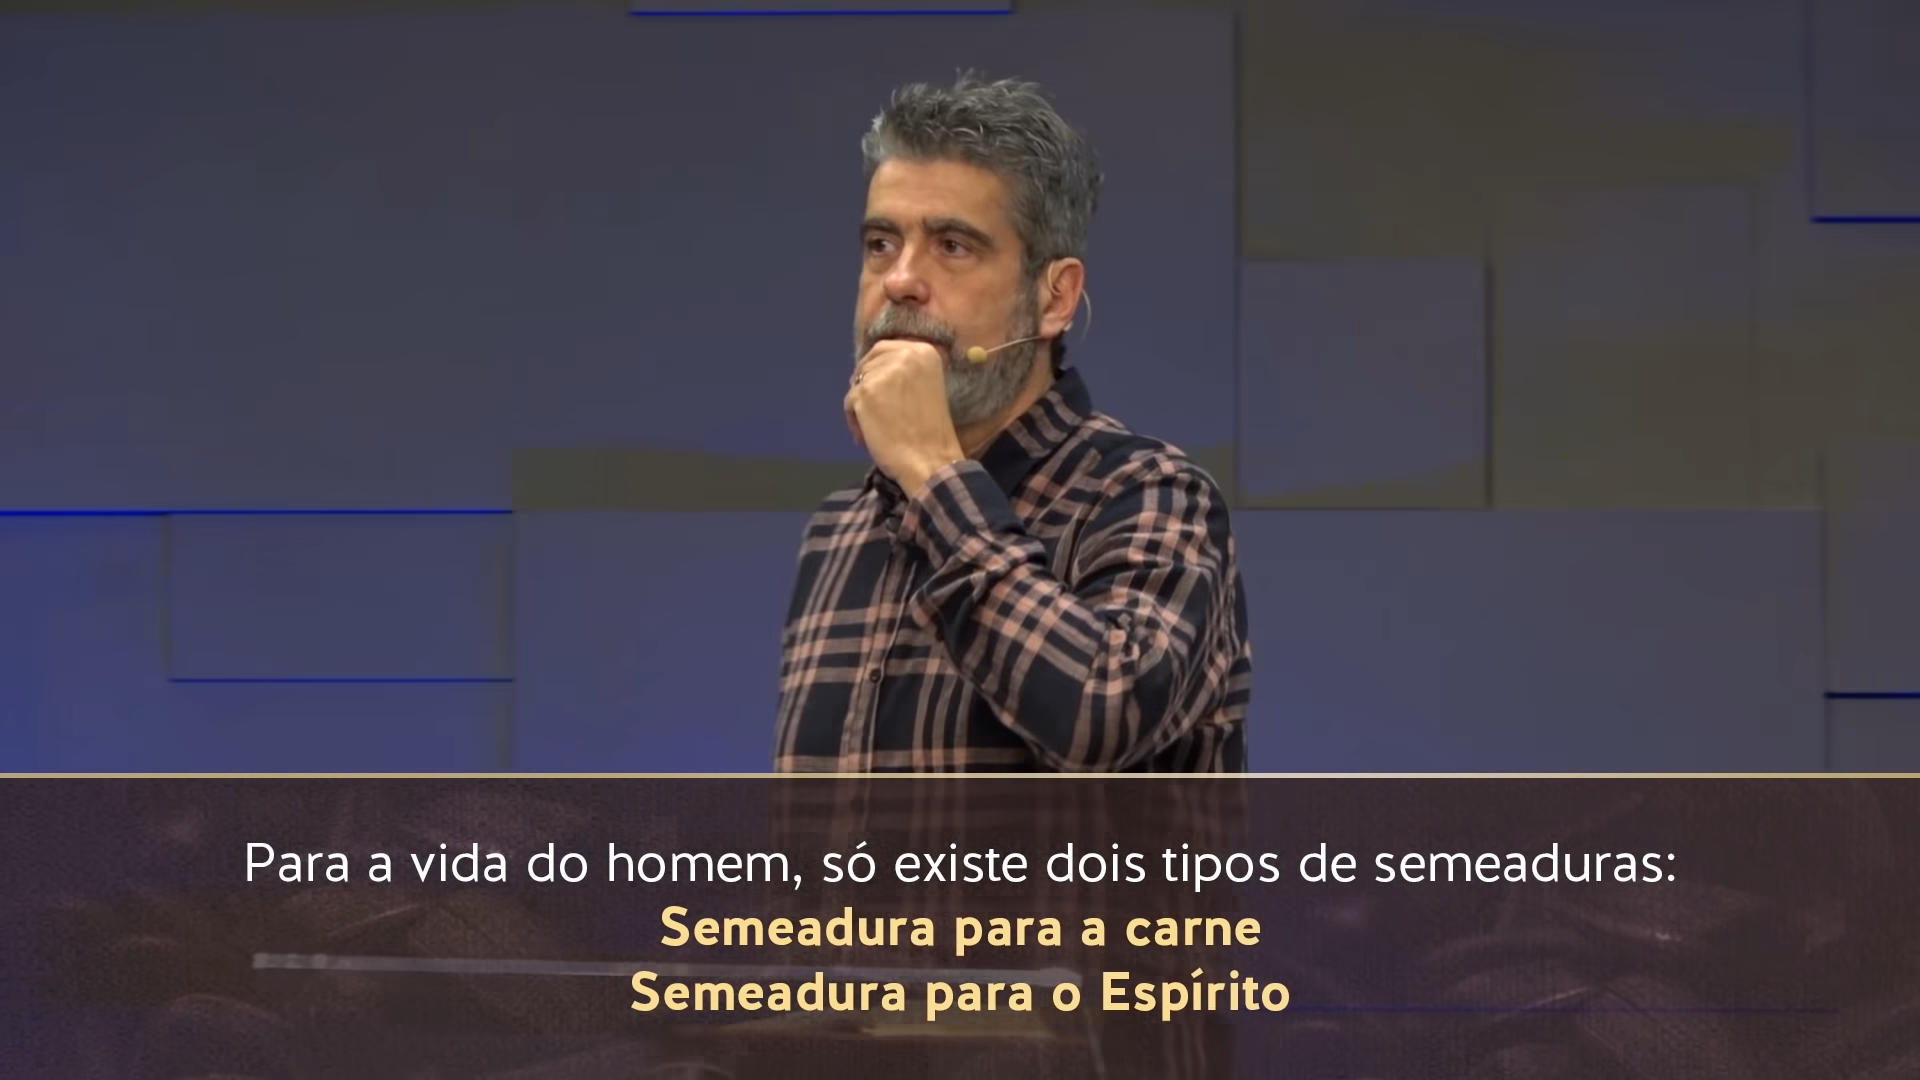 Para a vida do homem, só existe dois tipos de semeaduras:
Semeadura para a carne
Semeadura para o Espírito